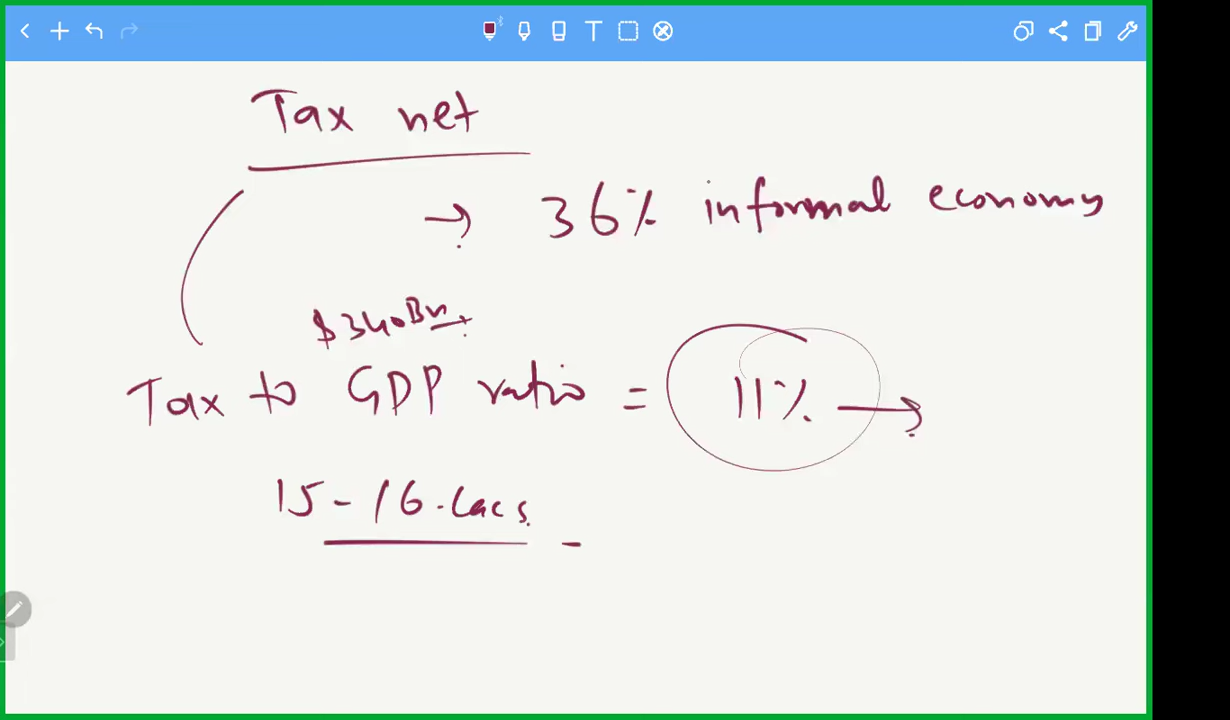 Tax net
→ 36% informal economy
$340Bn
Tax to GDP ratio = 11% →
15-16.Lacs -